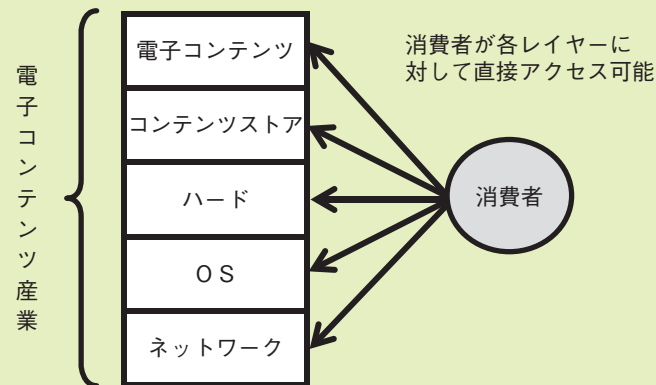 電子コンテンツ産業
電子コンテンツ
コンテンツストア
ハード
OS
ネットワーク
消費者が各レイヤーに
対して直接アクセス可能
消費者